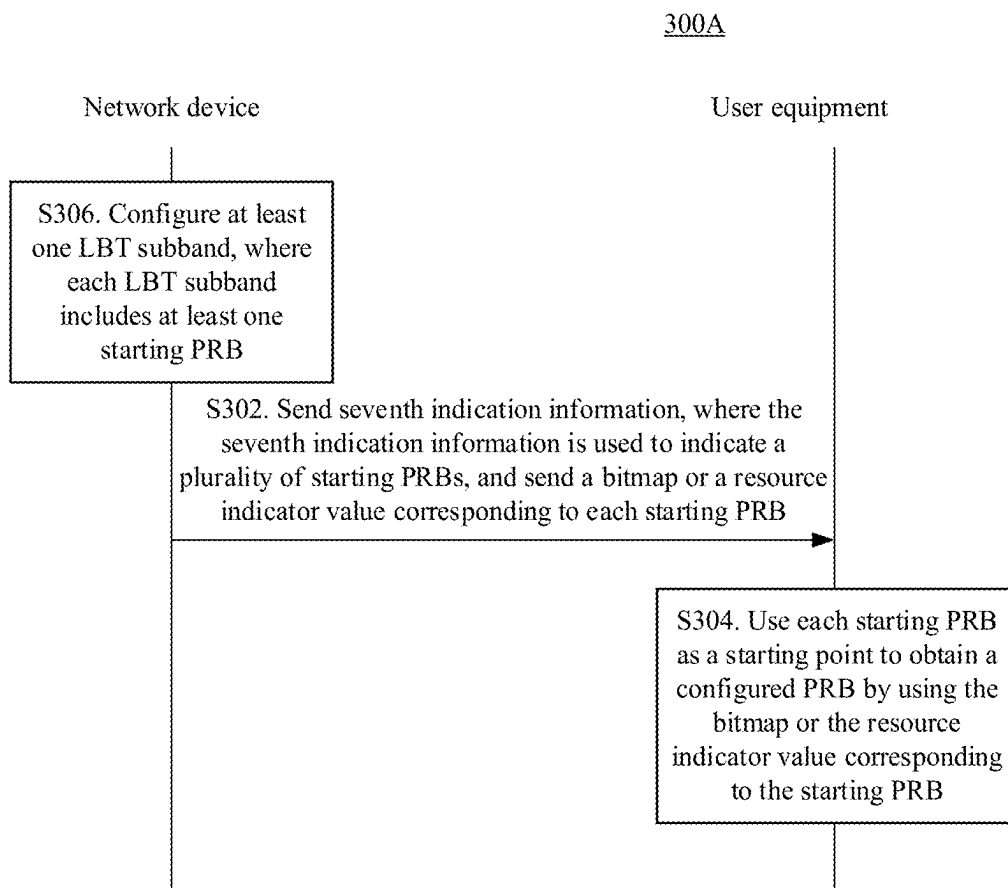 300A
Network device
User equipment
S306. Configure at least
one LBT subband, where
each LBT subband
includes at least one
starting PRB
S302. Send seventh indication information, where the
seventh indication information is used to indicate a
plurality of starting PRBs, and send a bitmap or a resource
indicator value corresponding to each starting PRB
S304. Use each starting PRB
as a starting point to obtain a
configured PRB by using the
bitmap or the resource
indicator value corresponding
to the starting PRB